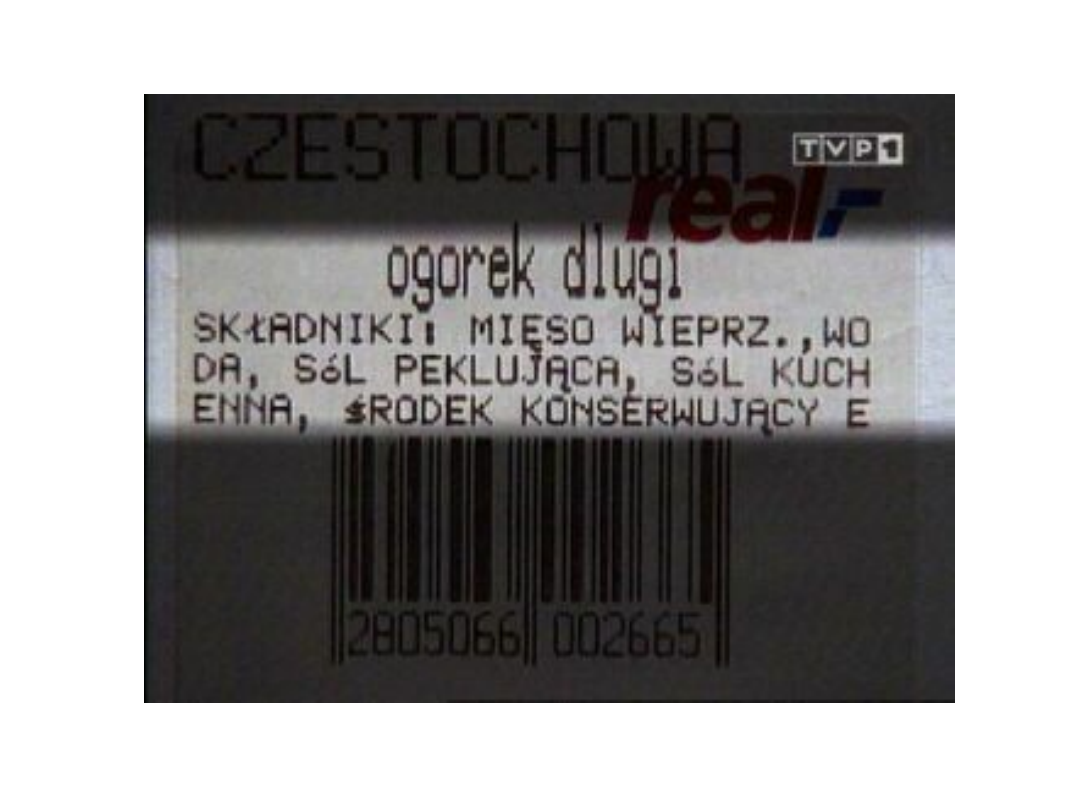 CZESTOCHOWA
TVP1
real,-
ogorek dlugi
SKŁADNIKI: MIĘSO WIEPRZ.,WO
DA, SóL PEKLUJĄCA, SóL KUCH
ENNA, śRODEK KONSERWUJĄCY E
2805066 002665